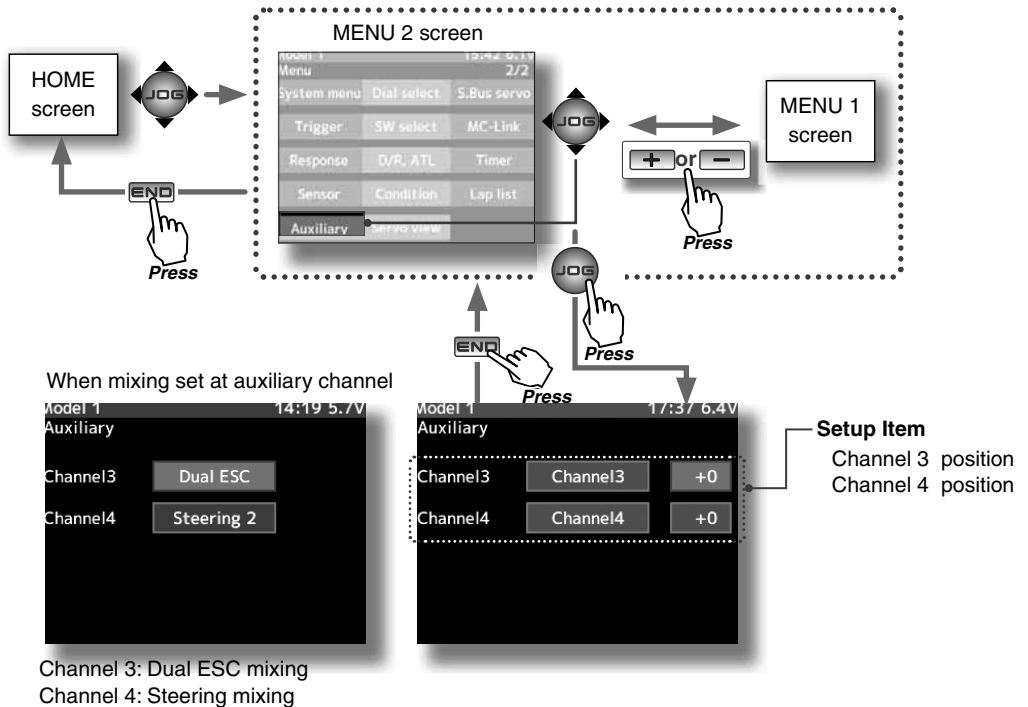 MENU 2 screen
HOME
screen
JOG
Model 1 15:42 6.1V
Menu 2/2
System menu Dial select S.Bus servo
Trigger SW select MC-Link
Response D/R, ATL Timer
Sensor Condition Lap list
Auxiliary Servo view
JOG
MENU 1
screen
+ or −
Press
END
Press
JOG
Press
END
Press
When mixing set at auxiliary channel
Model 1 14:19 5.7V
Auxiliary
Channel3 Dual ESC
Channel4 Steering 2
Model 1 17:37 6.4V
Auxiliary
Channel3 Channel3 +0
Channel4 Channel4 +0
Setup Item
Channel 3 position
Channel 4 position
Channel 3: Dual ESC mixing
Channel 4: Steering mixing